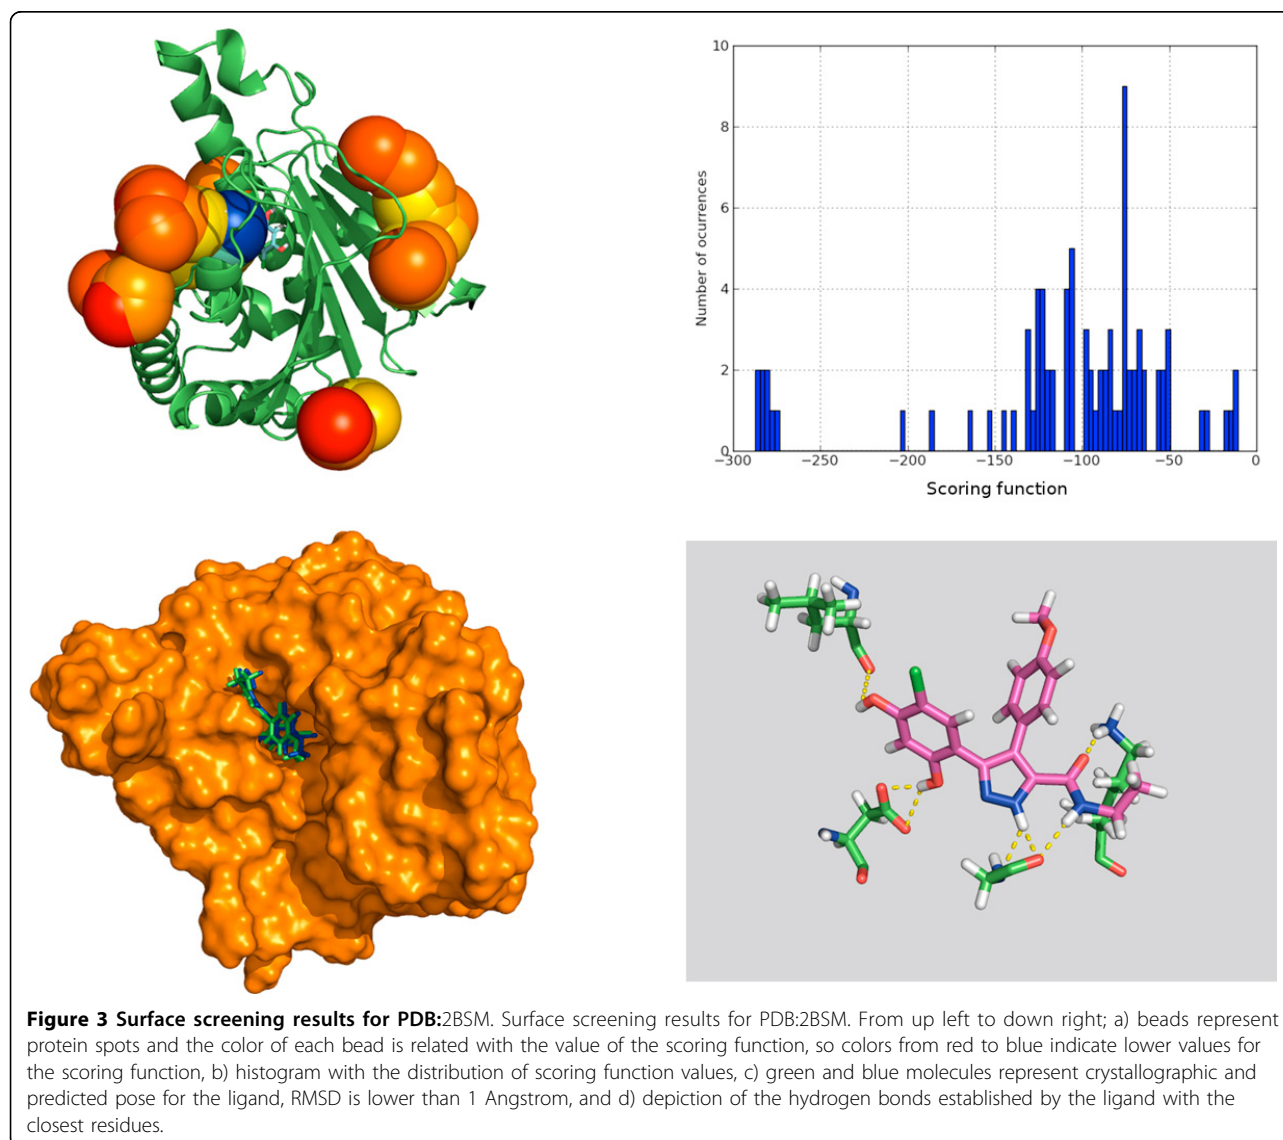 10
8
6
4
2
0
Number of ocurrences
−300
−250
−200
−150
−100
−50
0
Scoring function
Figure 3 Surface screening results for PDB:2BSM. Surface screening results for PDB:2BSM. From up left to down right; a) beads represent
protein spots and the color of each bead is related with the value of the scoring function, so colors from red to blue indicate lower values for
the scoring function, b) histogram with the distribution of scoring function values, c) green and blue molecules represent crystallographic and
predicted pose for the ligand, RMSD is lower than 1 Angstrom, and d) depiction of the hydrogen bonds established by the ligand with the
closest residues.